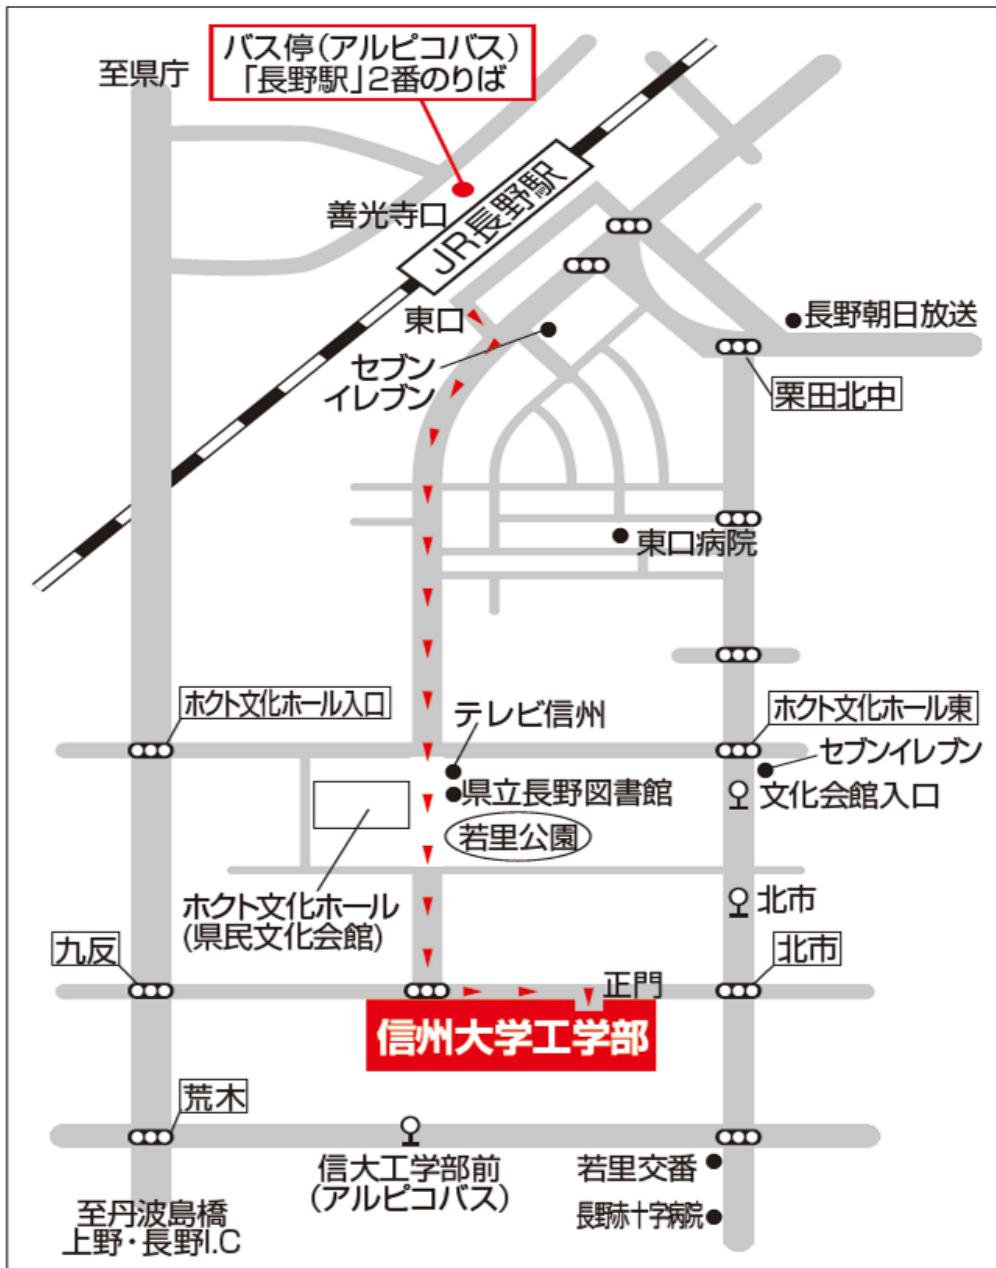 バス停(アルピコバス)
「長野駅」2番のりば
至県庁
善光寺口
JR長野駅
東口
セブン
イレブン
長野朝日放送
栗田北中
東口病院
ホクト文化ホール入口
テレビ信州
ホクト文化ホール東
セブンイレブン
県立長野図書館
文化会館入口
若里公園
ホクト文化ホール
(県民文化会館)
北市
九反
北市
正門
信州大学工学部
荒木
信大工学部前
(アルピコバス)
若里交番
長野赤十字病院
至丹波島橋
上野・長野I.C